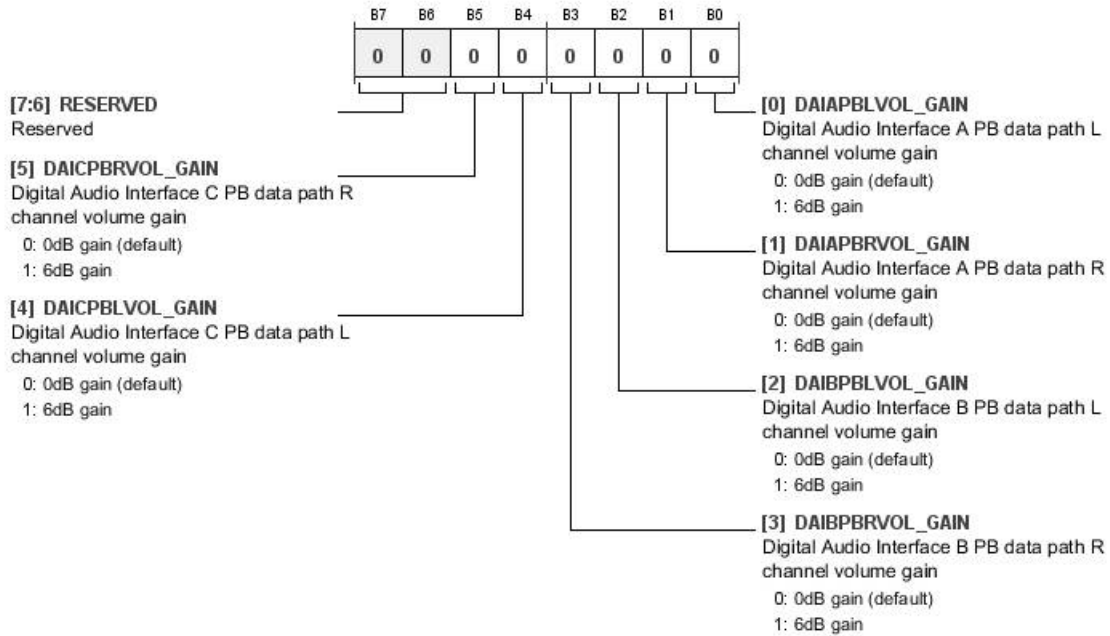 B7 B6 B5 B4 B3 B2 B1 B0
0 0 0 0 0 0 0 0
[7:6] RESERVED
Reserved
[5] DAICPBRVOL_GAIN
Digital Audio Interface C PB data path R
channel volume gain
0: 0dB gain (default)
1: 6dB gain
[4] DAICPBLVOL_GAIN
Digital Audio Interface C PB data path L
channel volume gain
0: 0dB gain (default)
1: 6dB gain
[0] DAIAPBLVOL_GAIN
Digital Audio Interface A PB data path L
channel volume gain
0: 0dB gain (default)
1: 6dB gain
[1] DAIAPBRVOL_GAIN
Digital Audio Interface A PB data path R
channel volume gain
0: 0dB gain (default)
1: 6dB gain
[2] DAIBPBLVOL_GAIN
Digital Audio Interface B PB data path L
channel volume gain
0: 0dB gain (default)
1: 6dB gain
[3] DAIBPBRVOL_GAIN
Digital Audio Interface B PB data path R
channel volume gain
0: 0dB gain (default)
1: 6dB gain